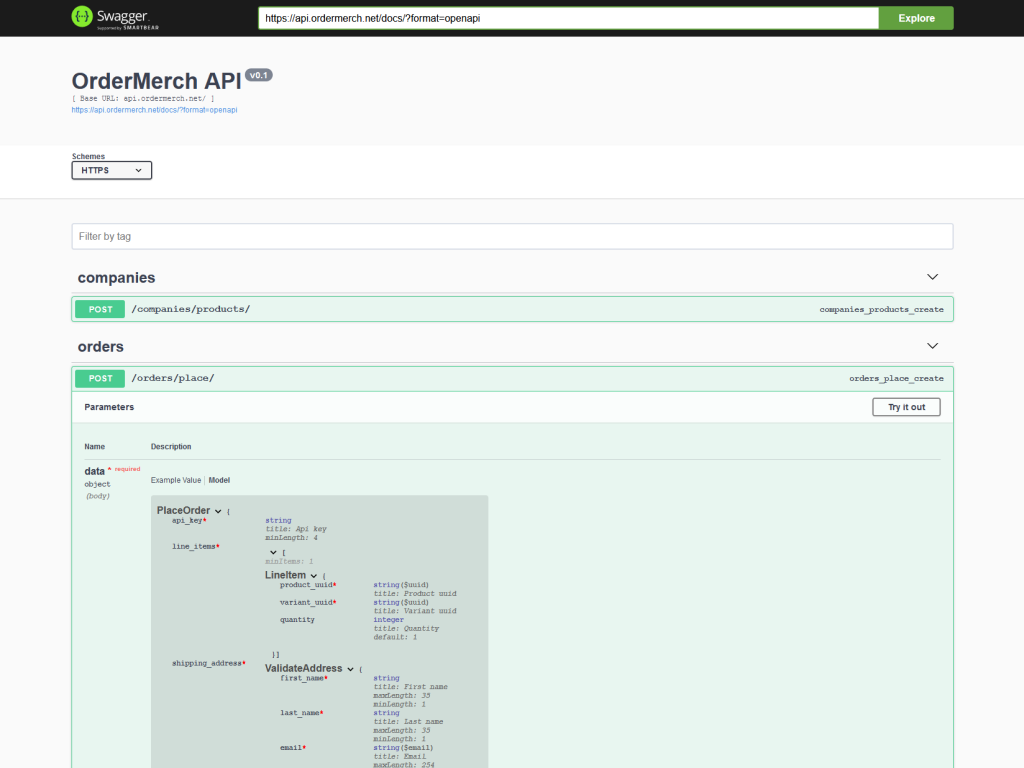 Swagger.
Supported by SMARTBEAR
https://api.ordermerch.net/docs/?format=openapi
Explore
OrderMerch API v0.1
[ Base URL: api.ordermerch.net/ ]
https://api.ordermerch.net/docs/?format=openapi
Schemes
HTTPS
Filter by tag
companies
POST /companies/products/ companies_products_create
orders
POST /orders/place/ orders_place_create
Parameters Try it out
Name Description
data * required
object
(body)
Example Value | Model
PlaceOrder {
api_key* string
title: Api key
minLength: 4
line_items* [
minItems: 1
LineItem {
product_uuid* string($uuid)
title: Product uuid
variant_uuid* string($uuid)
title: Variant uuid
quantity integer
title: Quantity
default: 1
}]
shipping_address* ValidateAddress {
first_name* string
title: First name
maxLength: 35
minLength: 1
last_name* string
title: Last name
maxLength: 35
minLength: 1
email* string($email)
title: Email
maxLength: 254